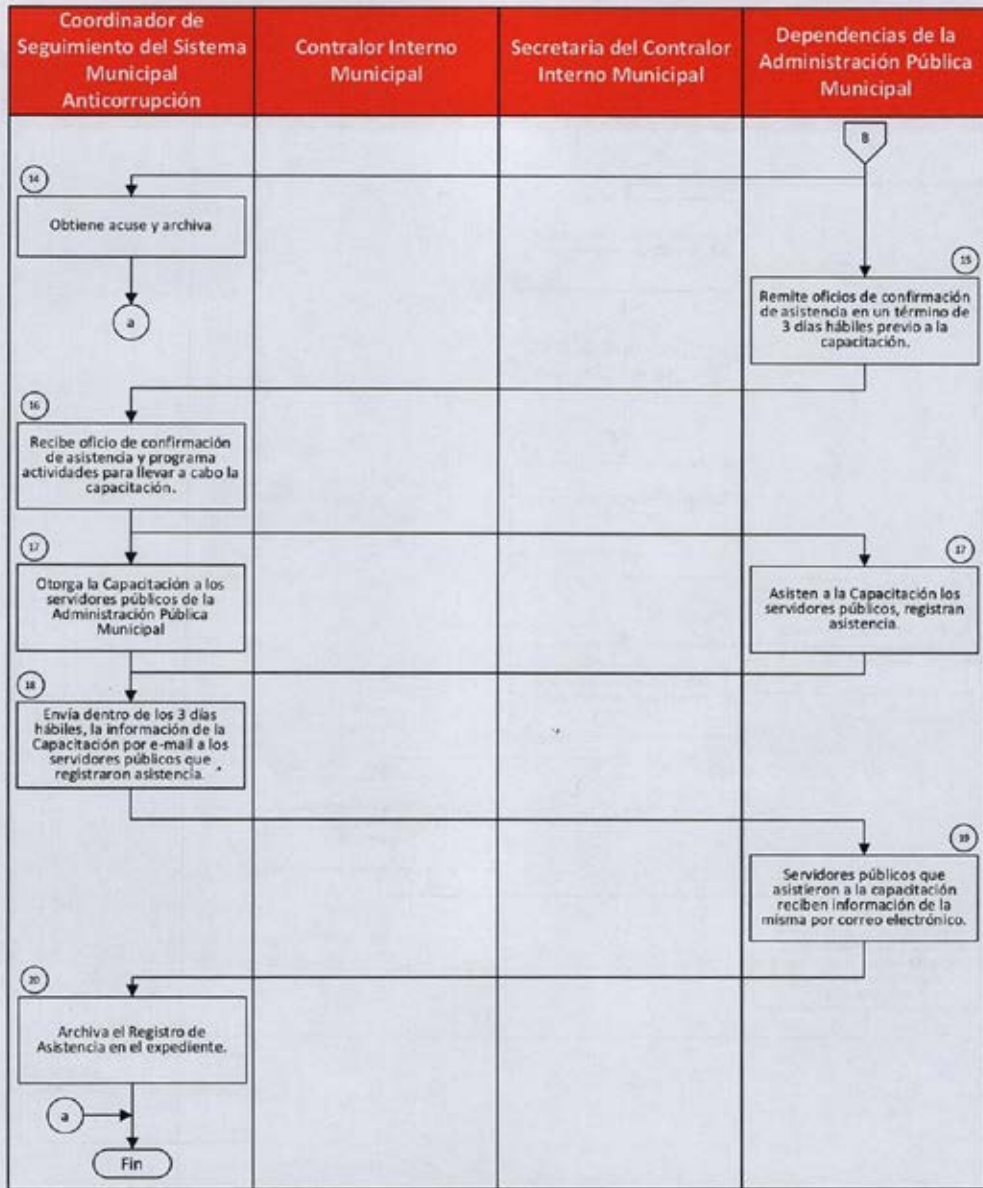 Coordinador de
Seguimiento del Sistema
Municipal
Anticorrupción
Contralor Interno
Municipal
Secretaria del Contralor
Interno Municipal
Dependencias de la
Administración Pública
Municipal
B
14
Obtiene acuse y archiva
a
15
Remite oficios de confirmación
de asistencia en un término de
3 días hábiles previo a la
capacitación.
16
Recibe oficio de confirmación
de asistencia y programa
actividades para llevar a cabo la
capacitación.
17
Otorga la Capacitación a los
servidores públicos de la
Administración Pública
Municipal
17
Asisten a la Capacitación los
servidores públicos, registran
asistencia.
18
Envía dentro de los 3 días
hábiles, la información de la
Capacitación por e-mail a los
servidores públicos que
registraron asistencia.
19
Servidores públicos que
asistieron a la capacitación
reciben información de la
misma por correo electrónico.
20
Archiva el Registro de
Asistencia en el expediente.
a
Fin